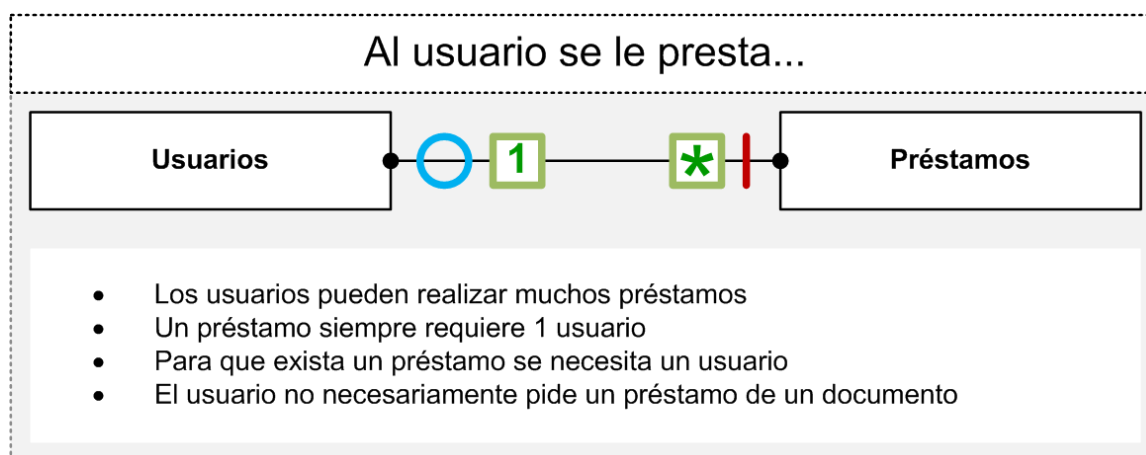 Al usuario se le presta...
Usuarios
1
*
Préstamos
Los usuarios pueden realizar muchos préstamos
Un préstamo siempre requiere 1 usuario
Para que exista un préstamo se necesita un usuario
El usuario no necesariamente pide un préstamo de un documento